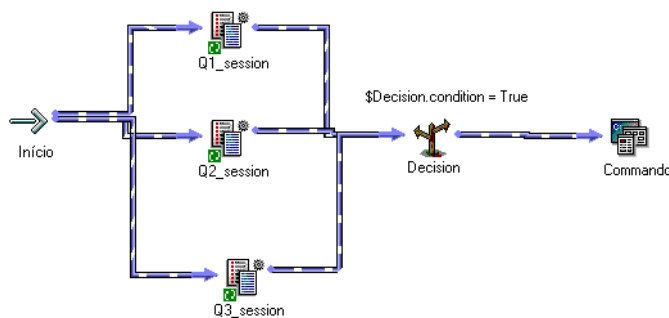 Q1_session
$Decision.condition = True
Início
Q2_session
Decision
Commando
Q3_session